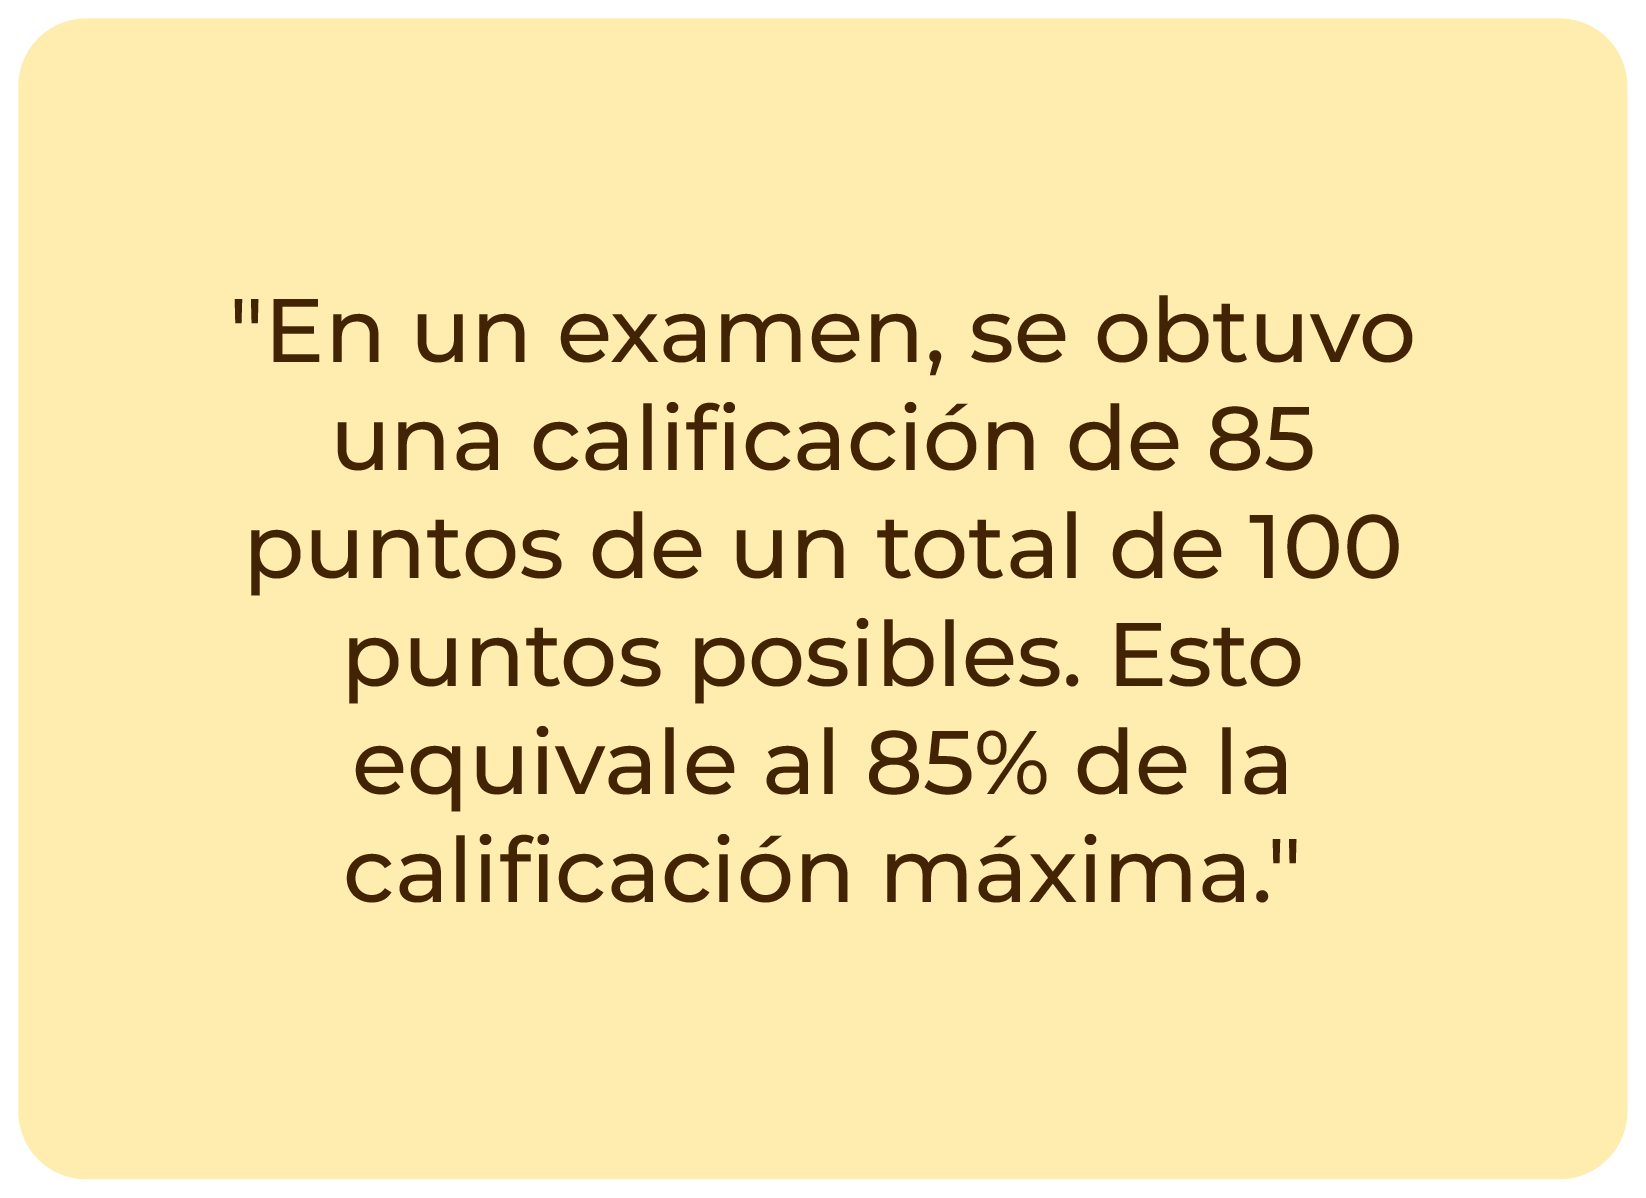 "En un examen, se obtuvo
una calificación de 85
puntos de un total de 100
puntos posibles. Esto
equivale al 85% de la
calificación máxima."